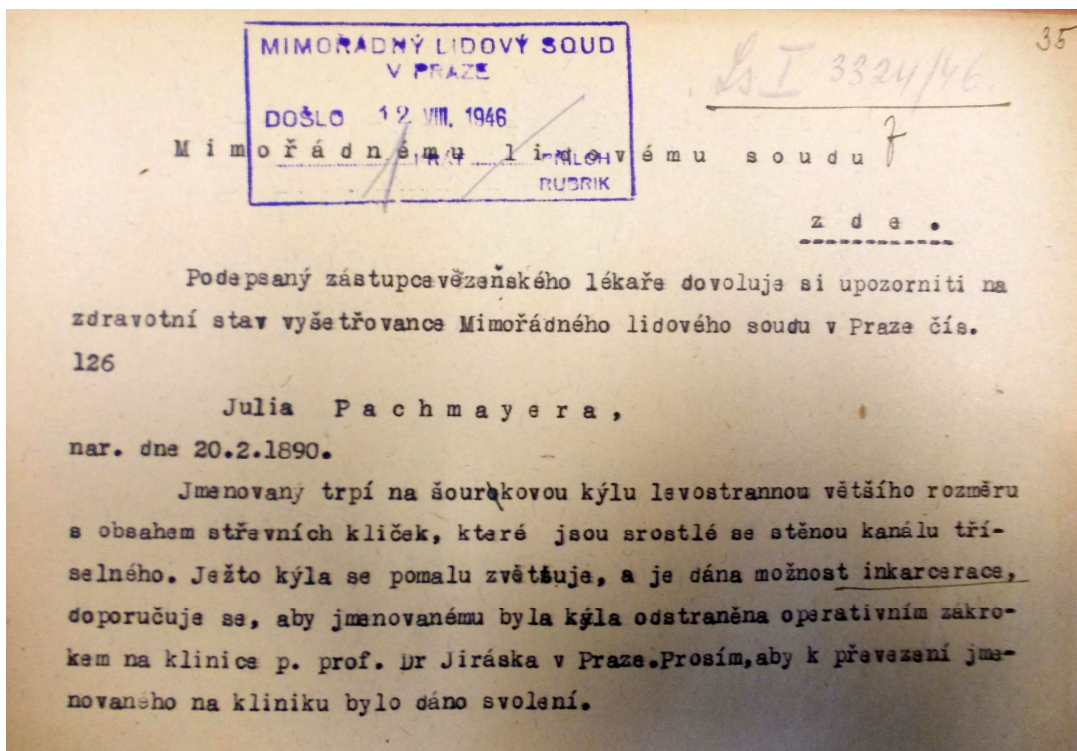 35
MIMOŘÁDNÝ LIDOVÝ SOUD
V PRAZE
Ls I 3324/46
DOŠLO 12 VIII. 1946
Mimořádnému lidovému soudu
PŘÍLOH
RUBRIK
zde.
Podepsaný zástupcevězeňského lékaře dovoluje si upozorniti na
zdravotní stav vyšetřovance Mimořádného lidového soudu v Praze čís.
126
Julia Pachmayera,
nar. dne 20.2.1890.
Jmenovaný trpí na šourkovou kýlu levostrannou většího rozměru
s obsahem střevních kliček, které jsou srostlé se stěnou kanálu tří-
selného. Ježto kýla se pomalu zvětšuje, a je dána možnost inkarcerace,
doporučuje se, aby jmenovanému byla kýla odstraněna operativním zákro-
kem na klinice p. prof. Dr Jiráska v Praze.Prosím,aby k převezení jme-
novaného na kliniku bylo dáno svolení.